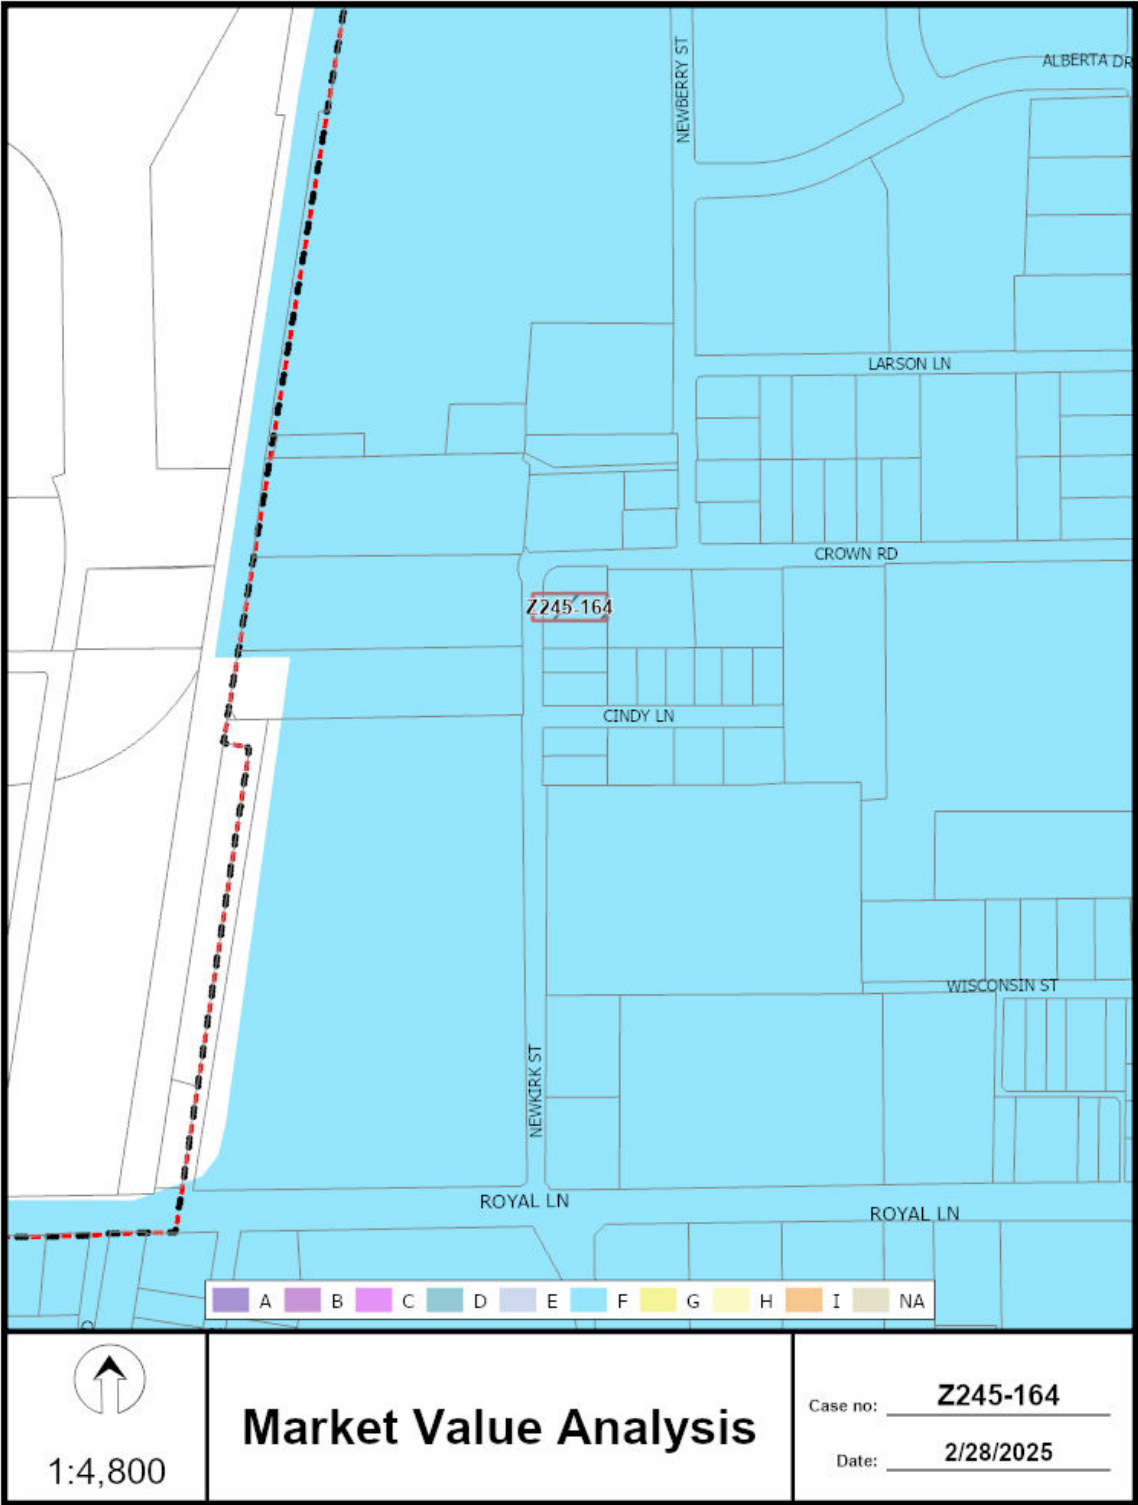 NEWBERRY ST
ALBERTA DR
LARSON LN
CROWN RD
Z245-164
CINDY LN
WISCONSIN ST
NEWKIRK ST
ROYAL LN
ROYAL LN
A B C D E F G H I NA
1:4,800
Market Value Analysis
Case no: Z245-164
Date: 2/28/2025